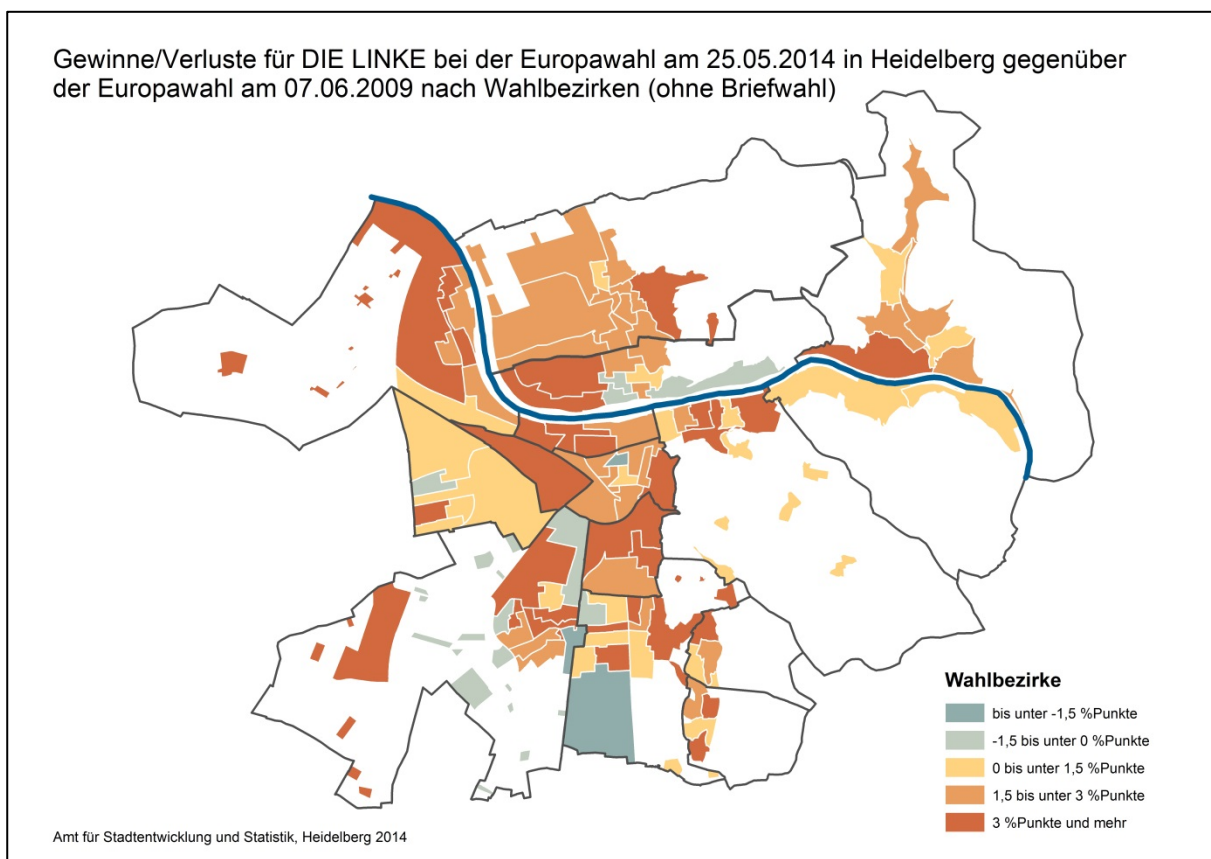 Gewinne/Verluste für DIE LINKE bei der Europawahl am 25.05.2014 in Heidelberg gegenüber
der Europawahl am 07.06.2009 nach Wahlbezirken (ohne Briefwahl)
Wahlbezirke
bis unter -1,5 %Punkte
-1,5 bis unter 0 %Punkte
0 bis unter 1,5 %Punkte
1,5 bis unter 3 %Punkte
3 %Punkte und mehr
Amt für Stadtentwicklung und Statistik, Heidelberg 2014